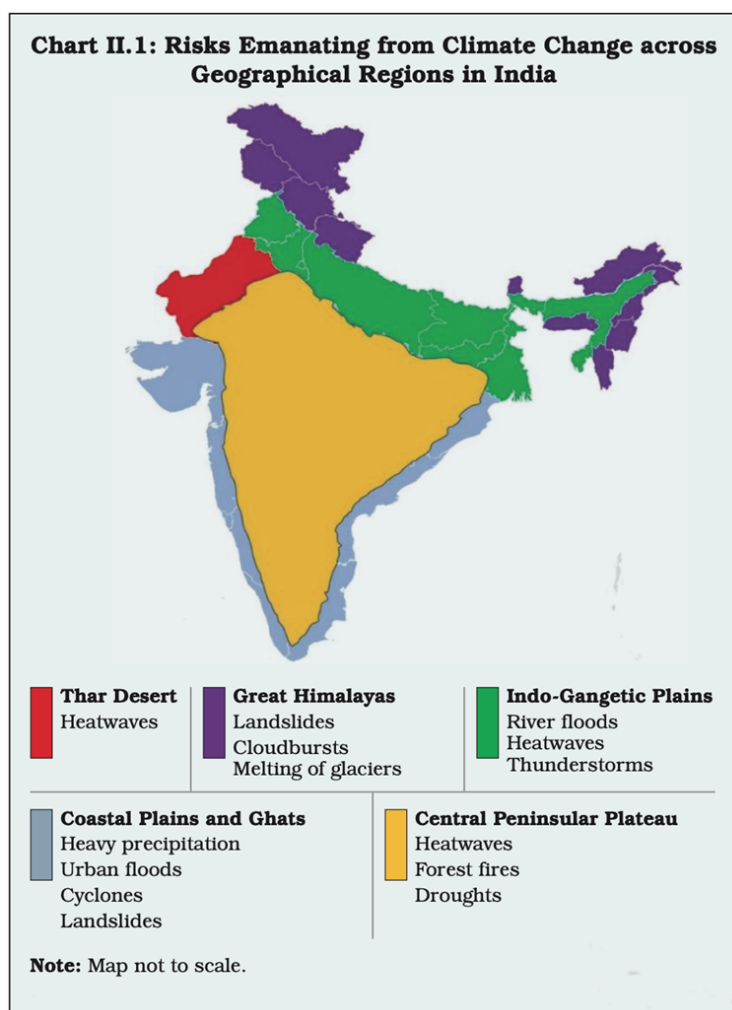 Chart II.1: Risks Emanating from Climate Change across
Geographical Regions in India
Thar Desert
Heatwaves
Great Himalayas
Landslides
Cloudbursts
Melting of glaciers
Indo-Gangetic Plains
River floods
Heatwaves
Thunderstorms
Coastal Plains and Ghats
Heavy precipitation
Urban floods
Cyclones
Landslides
Central Peninsular Plateau
Heatwaves
Forest fires
Droughts
Note: Map not to scale.